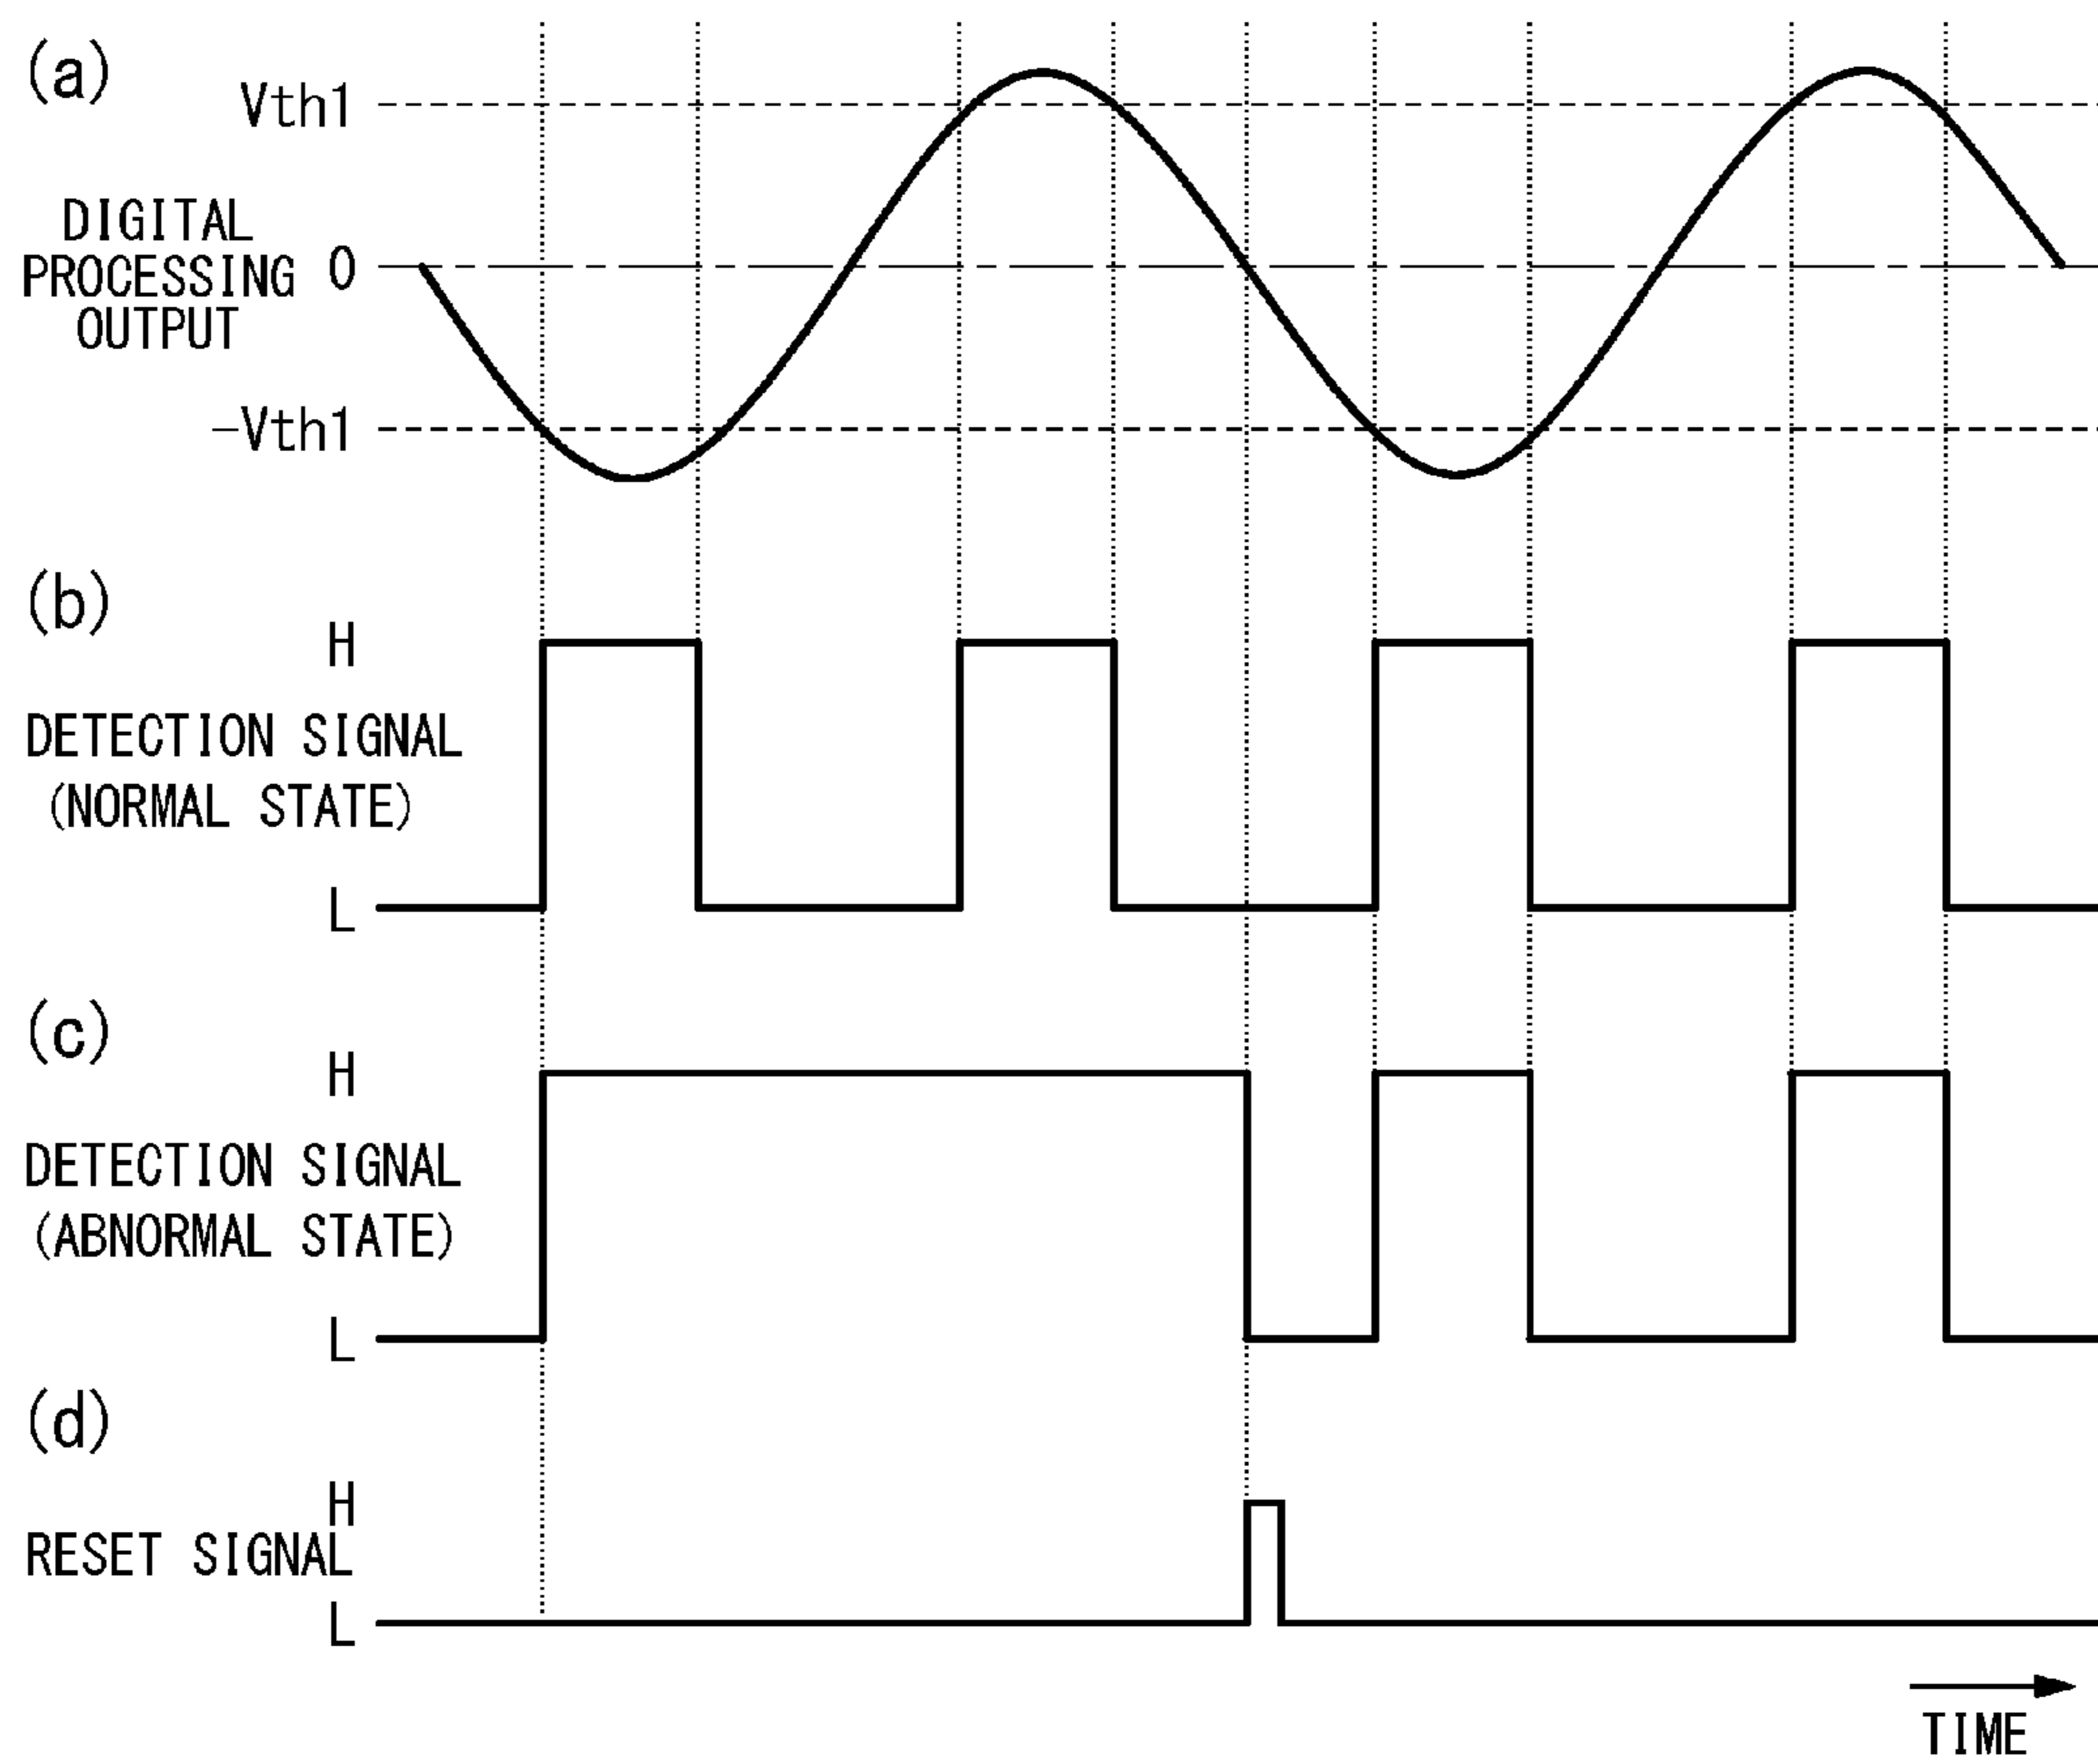 (a)
Vth1
DIGITAL
PROCESSING 0
OUTPUT
-Vth1
(b)
H
DETECTION SIGNAL
(NORMAL STATE)
L
(c)
H
DETECTION SIGNAL
(ABNORMAL STATE)
L
(d)
H
RESET SIGNAL
L
TIME